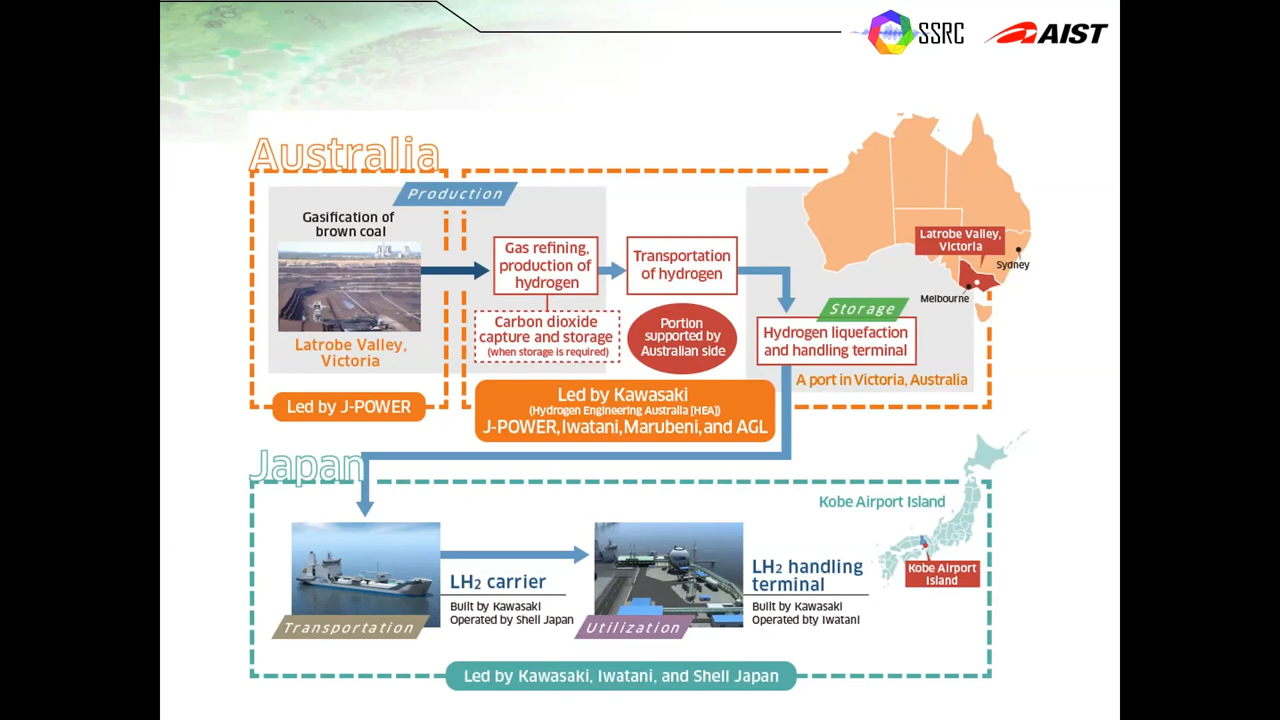 SSRC
AIST
Australia
Production
Gasification of
brown coal
Latrobe Valley,
Victoria
Led by J-POWER
Gas refining,
production of
hydrogen
Carbon dioxide
capture and storage
(when storage is required)
Transportation
of hydrogen
Portion
supported by
Australian side
Storage
Hydrogen liquefaction
and handling terminal
A port in Victoria, Australia
Led by Kawasaki
(Hydrogen Engineering Australia [HEA])
J-POWER, Iwatani, Marubeni, and AGL
Latrobe Valley,
Victoria
Sydney
Melbourne
Japan
Transportation
LH2 carrier
Built by Kawasaki
Operated by Shell Japan
Utilization
LH2 handling
terminal
Built by Kawasaki
Operated bty Iwatani
Kobe Airport Island
Kobe Airport
Island
Led by Kawasaki, Iwatani, and Shell Japan